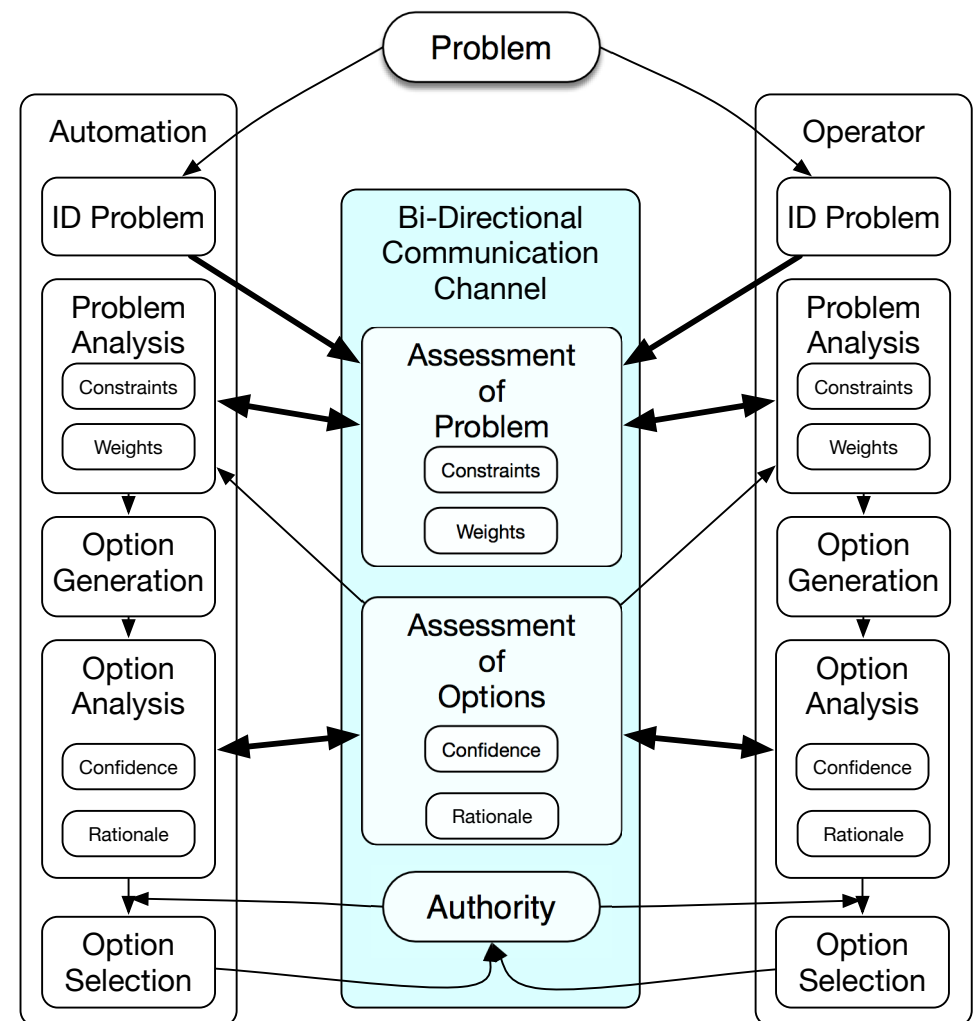 Problem
Automation
ID Problem
Problem
Analysis
Constraints
Weights
Option
Generation
Option
Analysis
Confidence
Rationale
Option
Selection
Bi-Directional
Communication
Channel
Assessment
of
Problem
Constraints
Weights
Assessment
of
Options
Confidence
Rationale
Authority
Operator
ID Problem
Problem
Analysis
Constraints
Weights
Option
Generation
Option
Analysis
Confidence
Rationale
Option
Selection